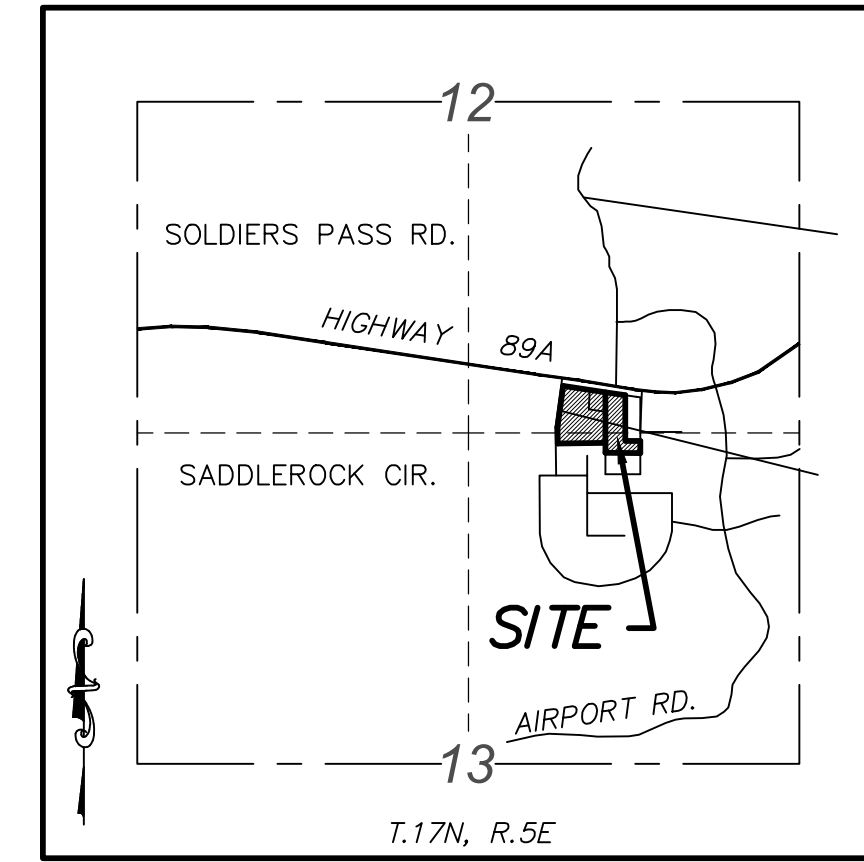 12
SOLDIERS PASS RD.
HIGHWAY 89A
SADDLEROCK CIR.
SITE
AIRPORT RD.
13
T.17N, R.5E